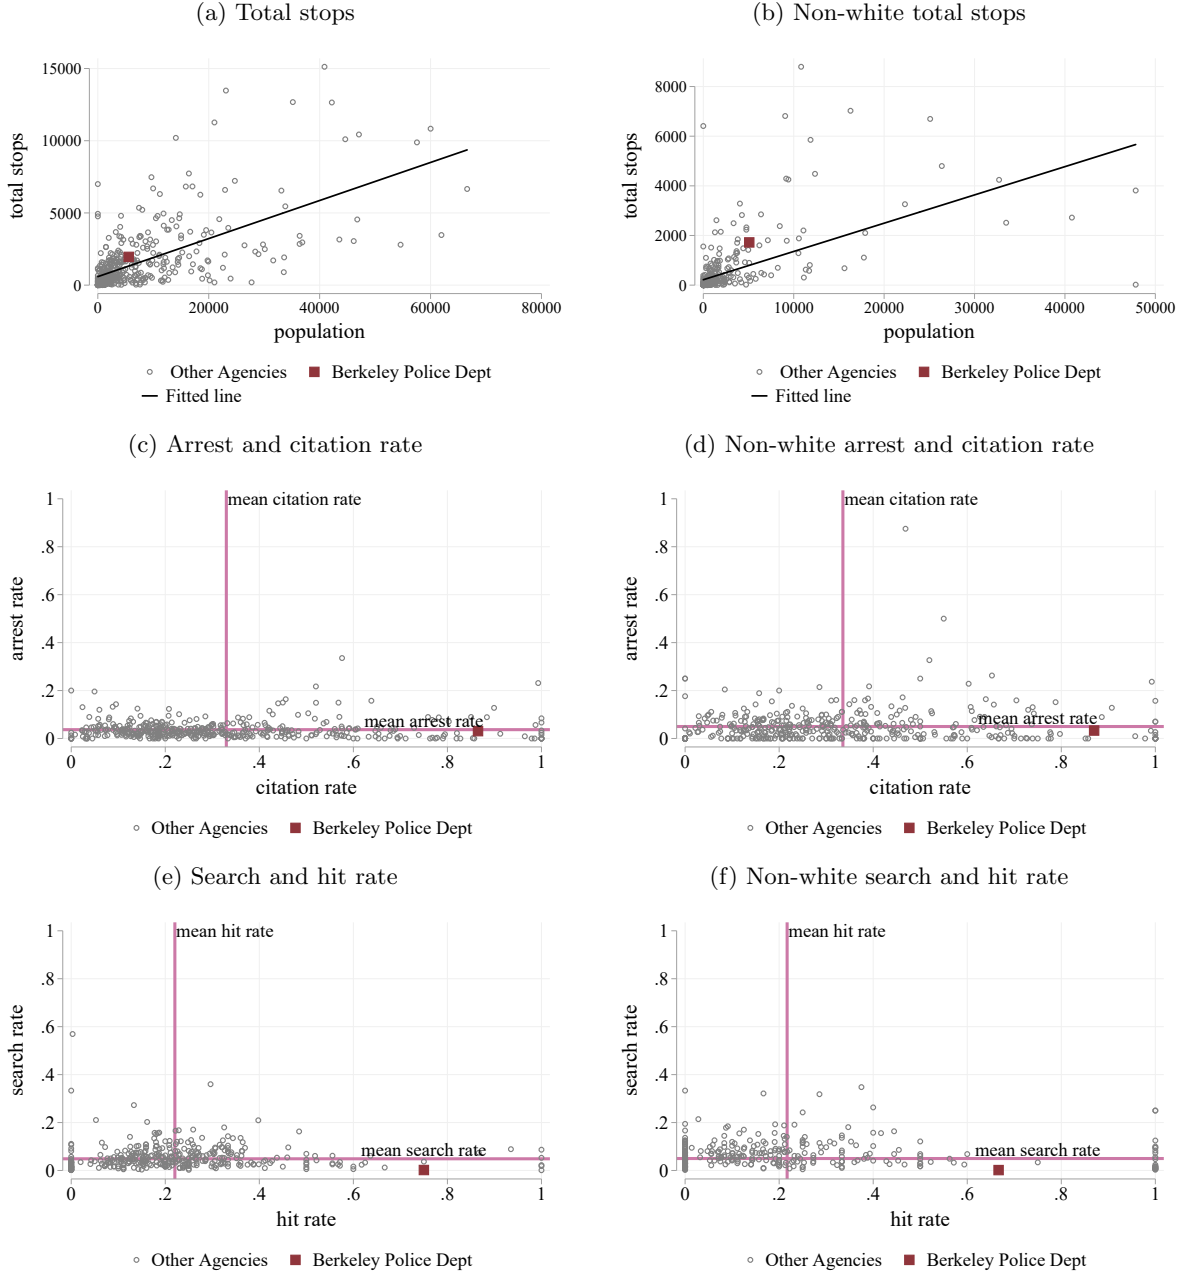 (a) Total stops
(b) Non-white total stops
15000
10000
5000
0
total stops
0 20000 40000 60000 80000
population
Other Agencies Berkeley Police Dept
Fitted line
8000
6000
4000
2000
0
total stops
0 10000 20000 30000 40000 50000
population
Other Agencies Berkeley Police Dept
Fitted line
(c) Arrest and citation rate
(d) Non-white arrest and citation rate
1
.8
.6
.4
.2
0
arrest rate
mean citation rate
mean arrest rate
0 .2 .4 .6 .8 1
citation rate
Other Agencies Berkeley Police Dept
1
.8
.6
.4
.2
0
arrest rate
mean citation rate
mean arrest rate
0 .2 .4 .6 .8 1
citation rate
Other Agencies Berkeley Police Dept
(e) Search and hit rate
(f) Non-white search and hit rate
1
.8
.6
.4
.2
0
search rate
mean hit rate
mean search rate
0 .2 .4 .6 .8 1
hit rate
Other Agencies Berkeley Police Dept
1
.8
.6
.4
.2
0
search rate
mean hit rate
mean search rate
0 .2 .4 .6 .8 1
hit rate
Other Agencies Berkeley Police Dept